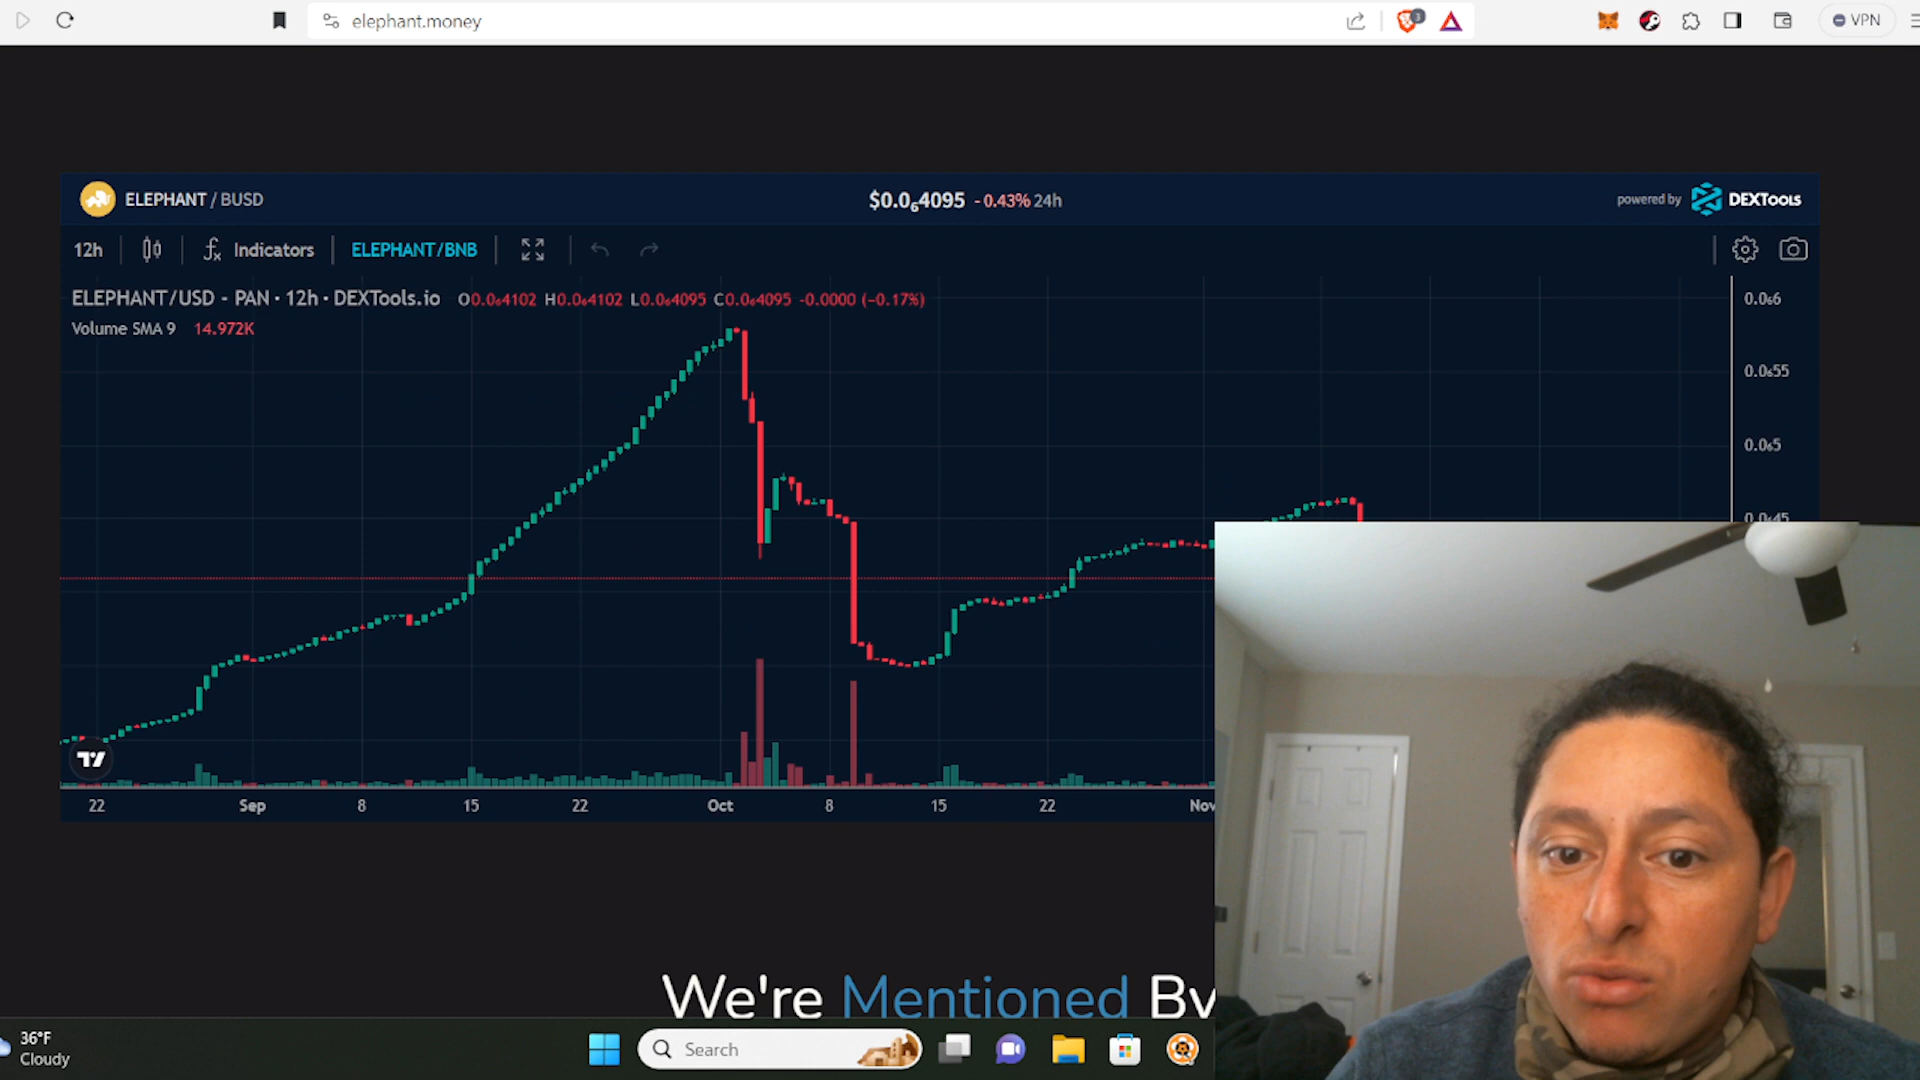 elephant.money
3
VPN
ELEPHANT / BUSD
$0.0₆4095 -0.43% 24h
powered by DEXTools
12h
Indicators
ELEPHANT/BNB
ELEPHANT/USD - PAN · 12h · DEXTools.io O0.0₆4102 H0.0₆4102 L0.0₆4095 C0.0₆4095 -0.0000 (−0.17%)
Volume SMA 9 14.972K
0.0₆6
0.0₆55
0.0₆5
0.0₆45
22 Sep 8 15 22 Oct 8 15 22 Nov
We're Mentioned By
36°F
Cloudy
Search